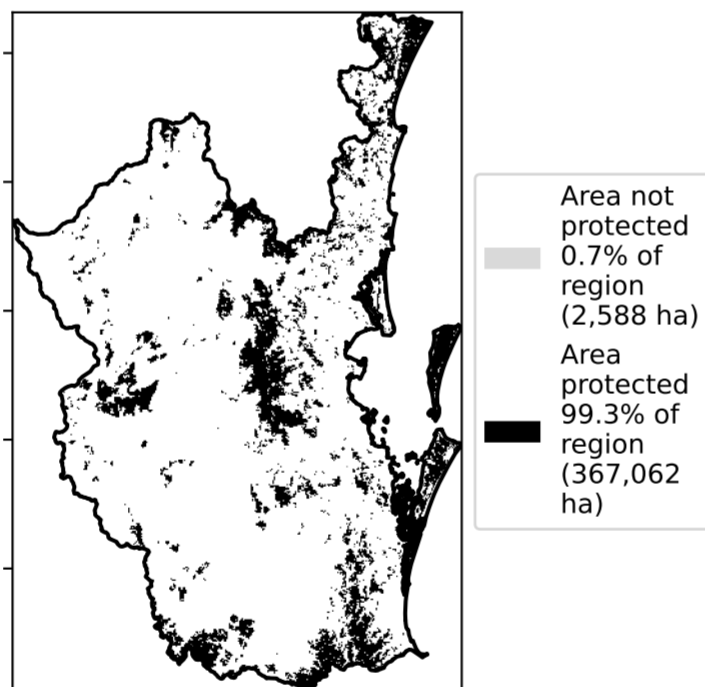 Area not
protected
0.7% of
region
(2,588 ha)
Area
protected
99.3% of
region
(367,062
ha)